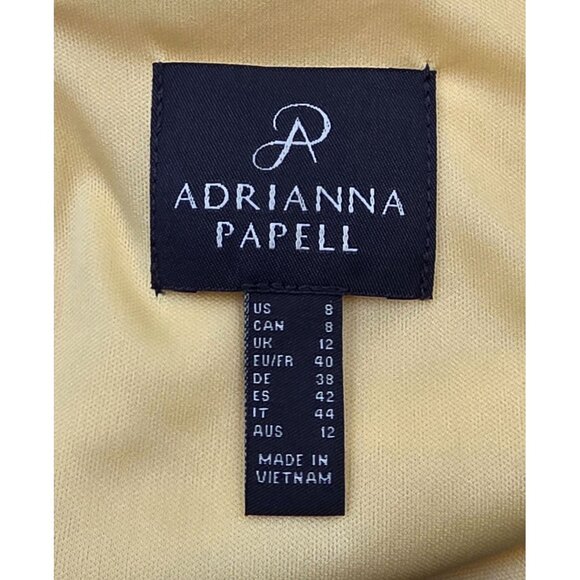 AP
ADRIANNA
PAPELL
US 8
CAN 8
UK 12
EU/FR 40
DE 38
ES 42
IT 44
AUS 12
MADE IN
VIETNAM